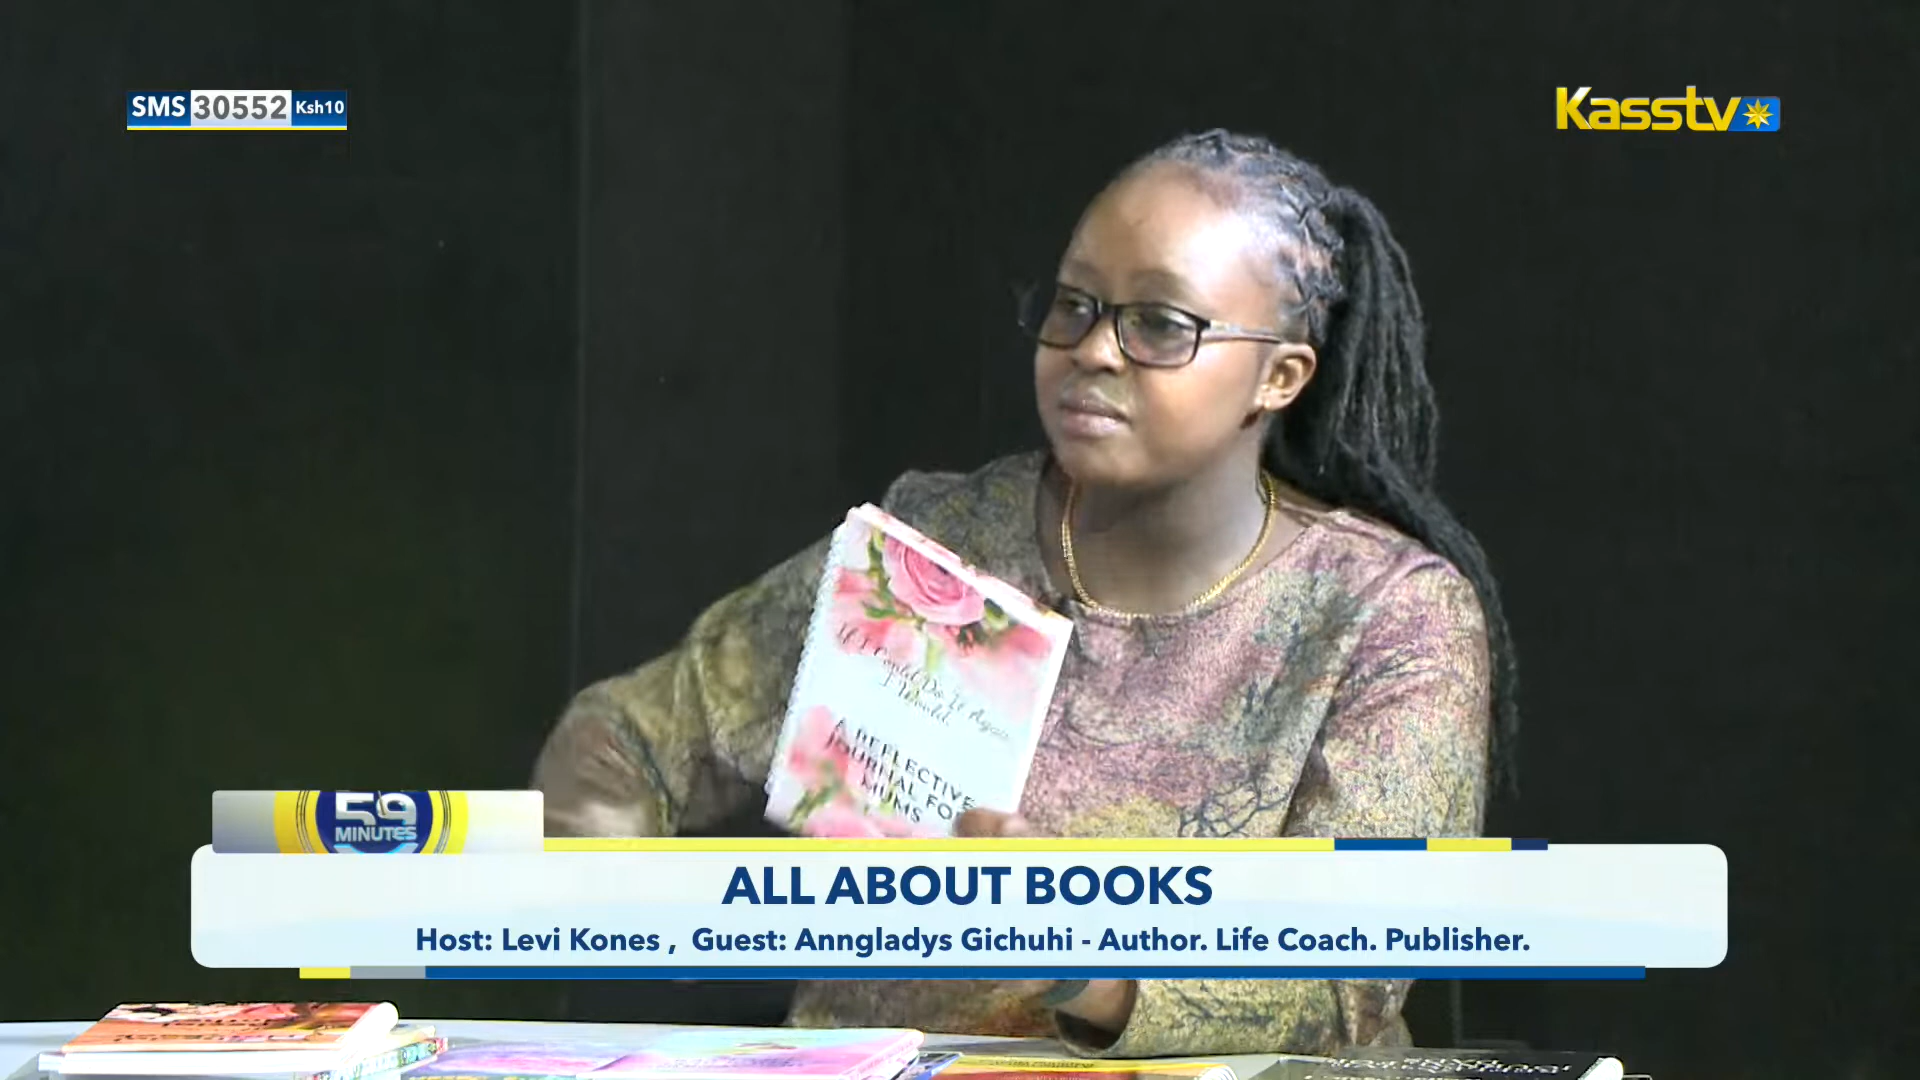 SMS 30552 Ksh10
Kasstv
If I Could Do It Again
I Would.
A REFLECTIVE
JOURNAL FOR
MUMS
59
MINUTES
ALL ABOUT BOOKS
Host: Levi Kones , Guest: Anngladys Gichuhi - Author. Life Coach. Publisher.